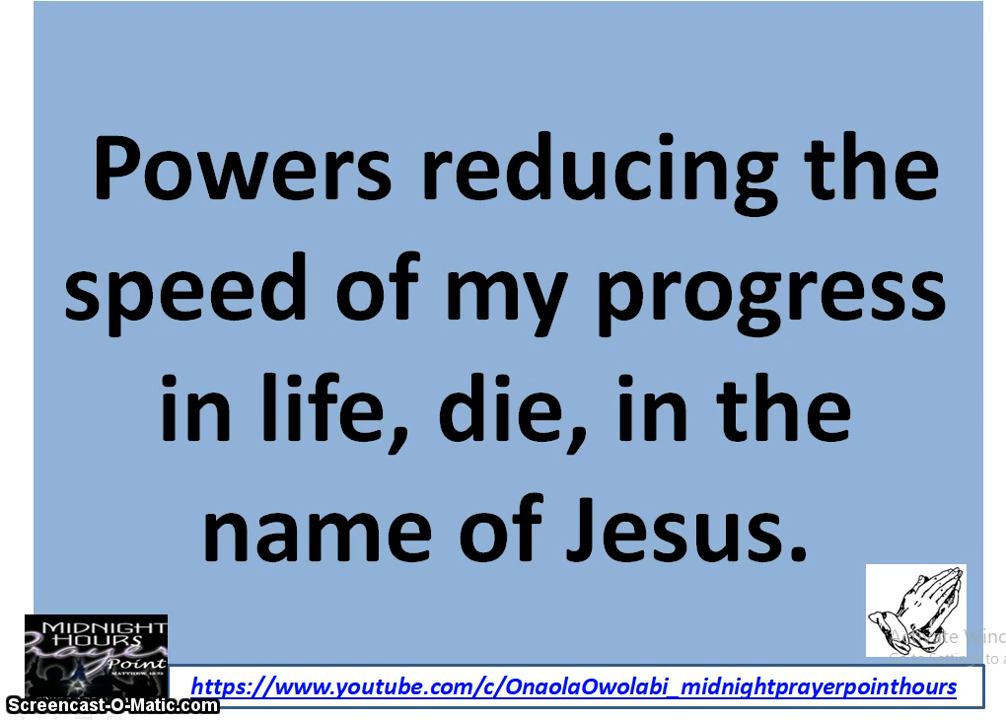 Powers reducing the
speed of my progress
in life, die, in the
name of Jesus.
MIDNIGHT
HOURS
Prayer
Point
https://www.youtube.com/c/OnaolaOwolabi_midnightprayerpointhours
Screencast-O-Matic.com